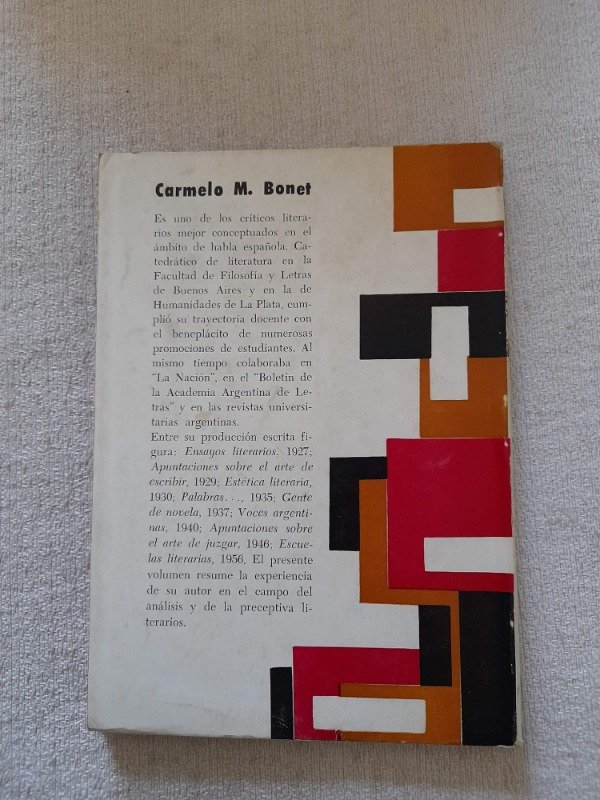 Carmelo M. Bonet
Es uno de los críticos litera-
rios mejor conceptuados en el
ámbito de habla española. Ca-
tedrático de literatura en la
Facultad de Filosofía y Letras
de Buenos Aires y en la de
Humanidades de La Plata, cum-
plió su trayectoria docente con
el beneplácito de numerosas
promociones de estudiantes. Al
mismo tiempo colaboraba en
"La Nación", en el "Boletín de
la Academia Argentina de Le-
tras" y en las revistas universi-
tarias argentinas.
Entre su producción escrita fi-
gura: Ensayos literarios, 1927;
Apuntaciones sobre el arte de
escribir, 1929; Estética literaria,
1930; Palabras..., 1935; Gente
de novela, 1937; Voces argenti-
nas, 1940; Apuntaciones sobre
el arte de juzgar, 1946; Escue-
las literarias, 1956. El presente
volumen resume la experiencia
de su autor en el campo del
análisis y de la preceptiva li-
terarios.